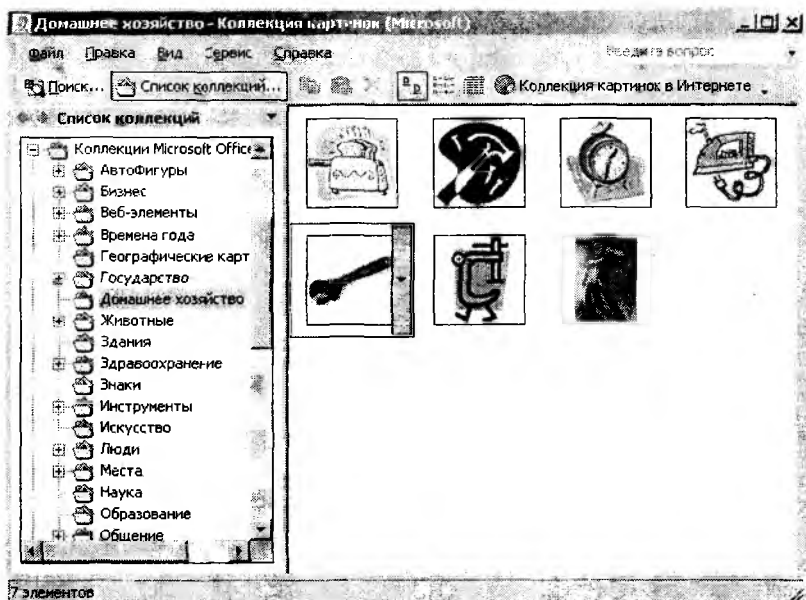 Домашнее хозяйство - Коллекция картинок (Microsoft)
Файл Правка Вид Сервис Справка Введите вопрос
Поиск... Список коллекций... Коллекция картинок в Интернете
Список коллекций
Коллекции Microsoft Office
АвтоФигуры
Бизнес
Веб-элементы
Времена года
Географические карт
Государство
Домашнее хозяйство
Животные
Здания
Здравоохранение
Знаки
Инструменты
Искусство
Люди
Места
Наука
Образование
Общение
7 элементов